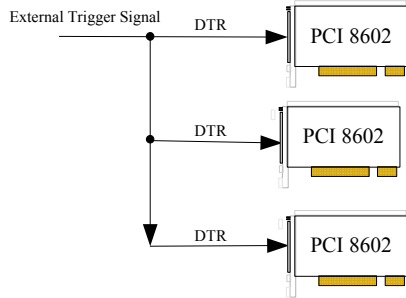 External Trigger Signal
DTR
PCI 8602
DTR
PCI 8602
DTR
PCI 8602